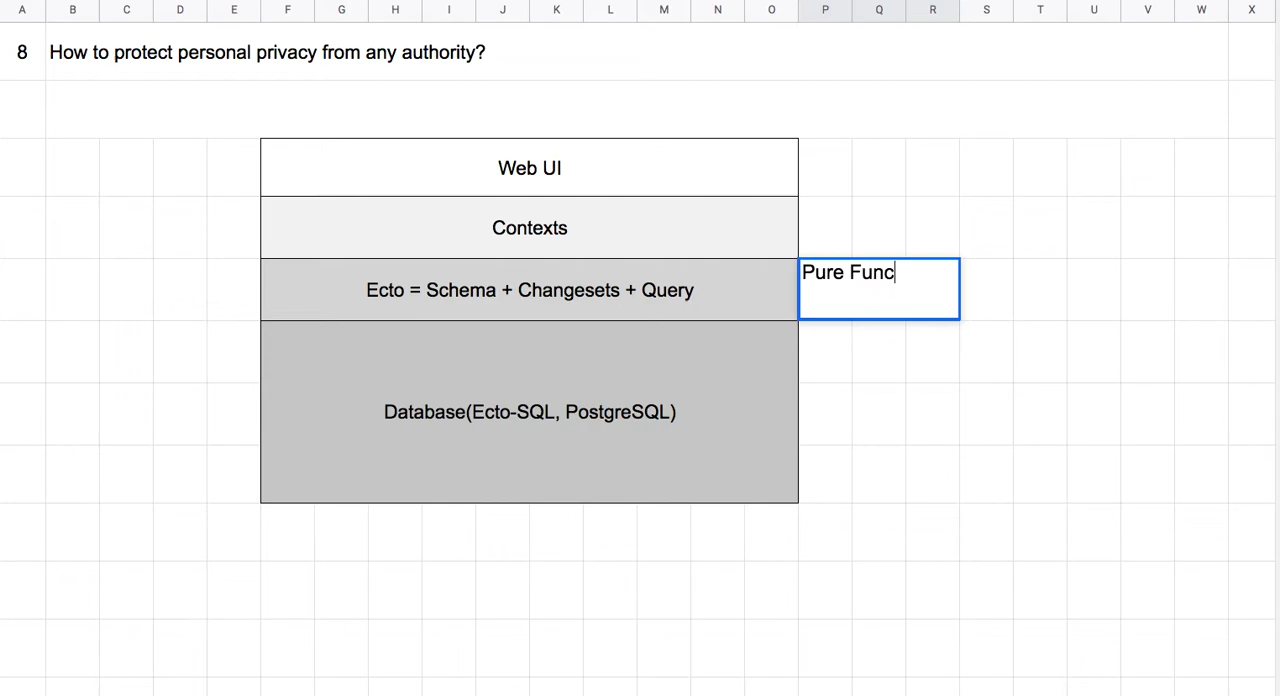 A B C D E F G H I J K L M N O P Q R S T U V W X
8 How to protect personal privacy from any authority?
Web UI
Contexts
Ecto = Schema + Changesets + Query
Pure Func
Database(Ecto-SQL, PostgreSQL)